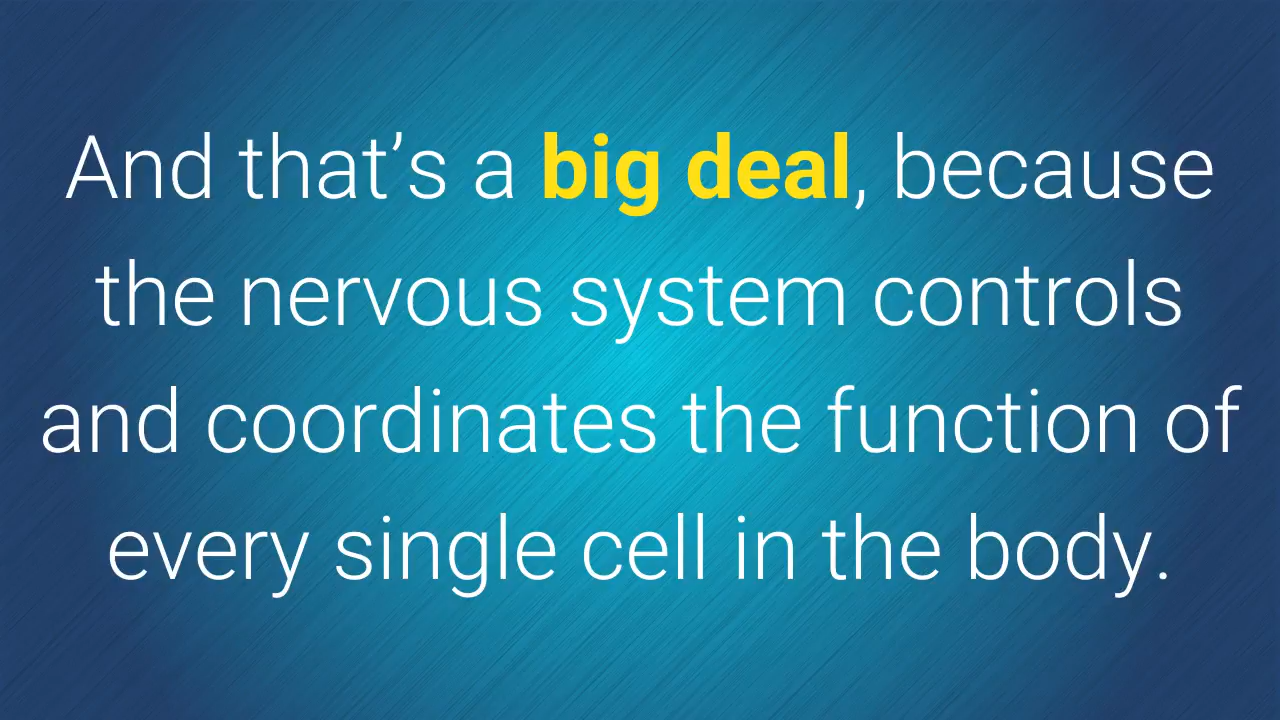 And that’s a big deal, because
the nervous system controls
and coordinates the function of
every single cell in the body.